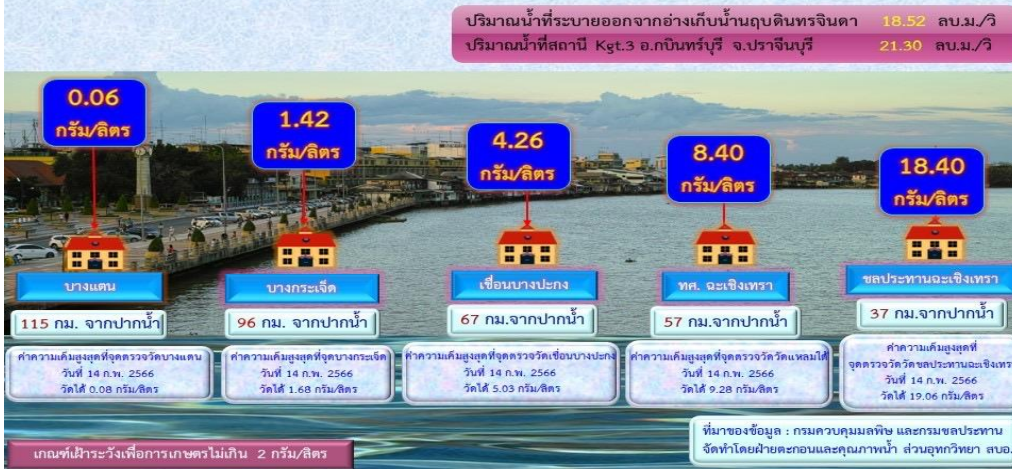 ปริมาณน้ำที่ระบายออกจากอ่างเก็บน้ำนฤบดินทรจินดา 18.52 ลบ.ม./วิ
ปริมาณน้ำที่สถานี Kgt.3 อ.กบินทร์บุรี จ.ปราจีนบุรี 21.30 ลบ.ม./วิ
0.06
กรัม/ลิตร
1.42
กรัม/ลิตร
4.26
กรัม/ลิตร
8.40
กรัม/ลิตร
18.40
กรัม/ลิตร
บางแตน
บางกระเจ็ด
เขื่อนบางปะกง
ทศ. ฉะเชิงเทรา
ชลประทานฉะเชิงเทรา
115 กม. จากปากน้ำ
96 กม. จากปากน้ำ
67 กม.จากปากน้ำ
57 กม.จากปากน้ำ
37 กม.จากปากน้ำ
ค่าความเค็มสูงสุดที่จุดตรวจวัดบางแตน
วันที่ 14 ก.พ. 2566
วัดได้ 0.08 กรัม/ลิตร
ค่าความเค็มสูงสุดที่จุดบางกระเจ็ด
วันที่ 14 ก.พ. 2566
วัดได้ 1.68 กรัม/ลิตร
ค่าความเค็มสูงสุดที่จุดตรวจวัดเขื่อนบางปะกง
วันที่ 14 ก.พ. 2566
วัดได้ 5.03 กรัม/ลิตร
ค่าความเค็มสูงสุดที่จุดตรวจวัดวัดแหลมใต้
วันที่ 14 ก.พ. 2566
วัดได้ 9.28 กรัม/ลิตร
ค่าความเค็มสูงสุดที่
จุดตรวจวัดวัดชลประทานฉะเชิงเทรา
วันที่ 14 ก.พ. 2566
วัดได้ 19.06 กรัม/ลิตร
เกณฑ์เฝ้าระวังเพื่อการเกษตรไม่เกิน 2 กรัม/ลิตร
ที่มาของข้อมูล : กรมควบคุมมลพิษ และกรมชลประทาน
จัดทำโดยฝ่ายตะกอนและคุณภาพน้ำ ส่วนอุทกวิทยา สบอ.